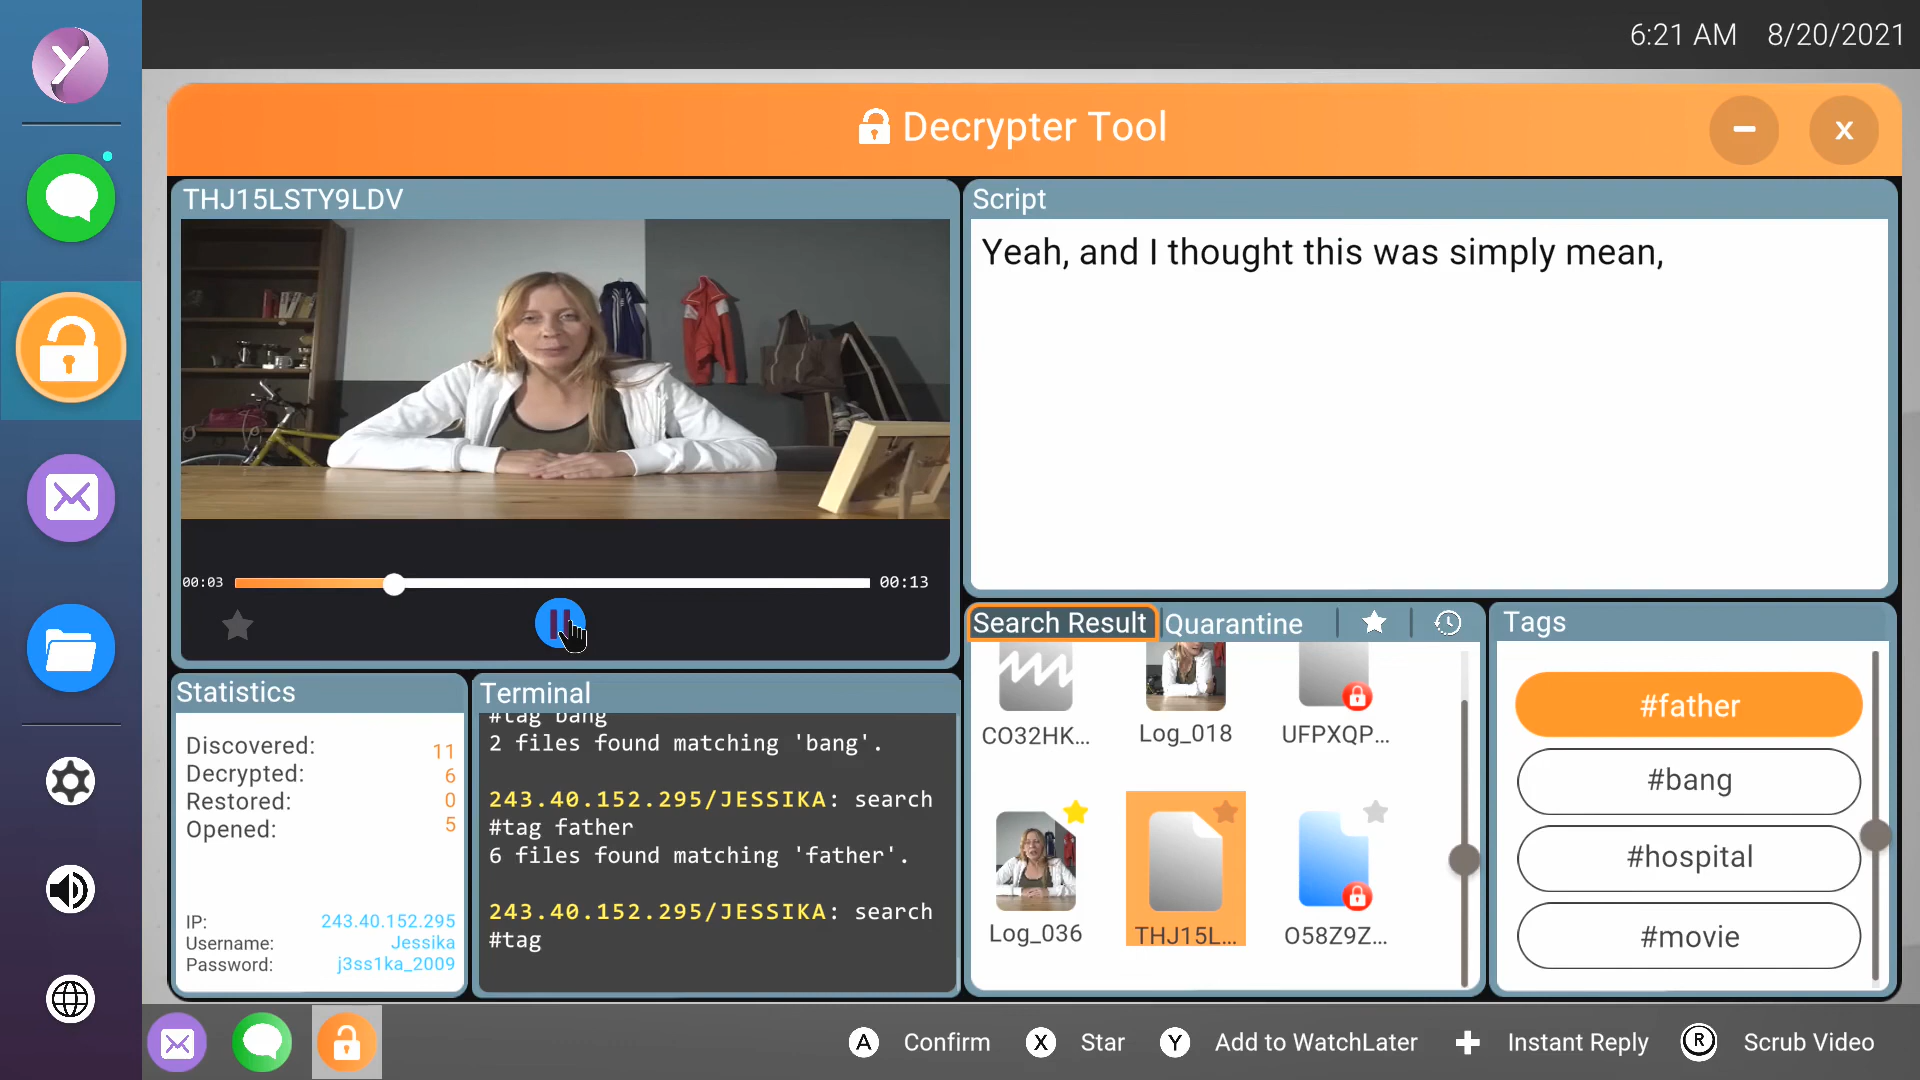 6:21 AM 8/20/2021
Y
Decrypter Tool
x
THJ15LSTY9LDV
00:03
00:13
Script
Yeah, and I thought this was simply mean,
Statistics
Discovered: 11
Decrypted: 6
Restored: 0
Opened: 5
IP: 243.40.152.295
Username: Jessika
Password: j3ss1ka_2009
Terminal
#tag bang
2 files found matching 'bang'.
243.40.152.295/JESSIKA: search
#tag father
6 files found matching 'father'.
243.40.152.295/JESSIKA: search
#tag
Search Result Quarantine
CO32HK... Log_018 UFPXQP...
Log_036 THJ15L... O58Z9Z...
Tags
#father
#bang
#hospital
#movie
A Confirm X Star Y Add to WatchLater + Instant Reply R Scrub Video